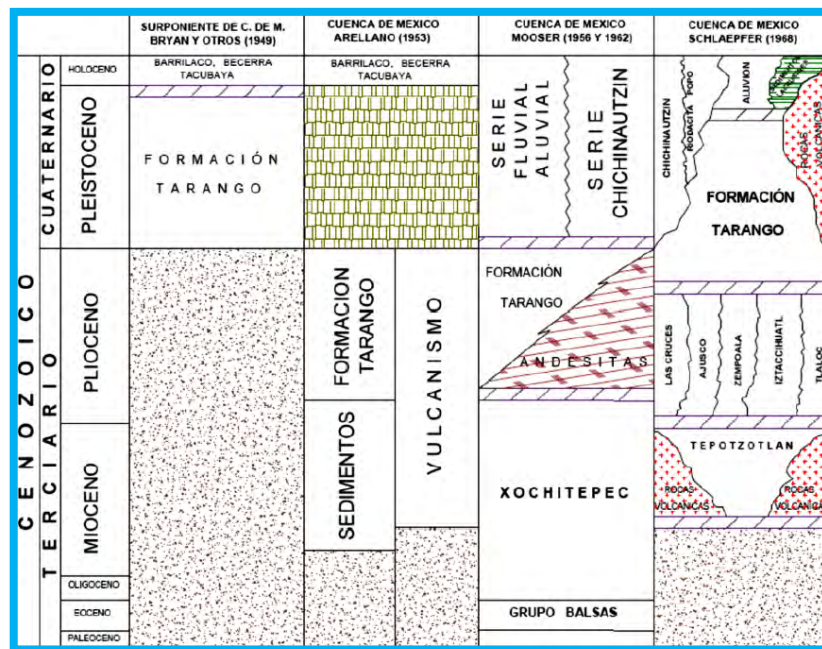 SURPONIENTE DE C. DE M.
BRYAN Y OTROS (1949)
CUENCA DE MEXICO
ARELLANO (1953)
CUENCA DE MEXICO
MOOSER (1956 Y 1962)
CUENCA DE MEXICO
SCHLAEPFER (1968)
CENOZOICO
CUATERNARIO
TERCIARIO
HOLOCENO
PLEISTOCENO
PLIOCENO
MIOCENO
OLIGOCENO
EOCENO
PALEOCENO
BARRILACO, BECERRA
TACUBAYA
FORMACIÓN
TARANGO
BARRILACO, BECERRA
TACUBAYA
FORMACION
TARANGO
SEDIMENTOS
VULCANISMO
SERIE
FLUVIAL
ALUVIAL
SERIE
CHICHINAUTZIN
FORMACIÓN
TARANGO
ANDESITAS
XOCHITEPEC
GRUPO BALSAS
CHICHINAUTZIN
RIODACITA POPO
ALUVION
ROCAS
VOLCANICAS
FORMACIÓN
TARANGO
LAS CRUCES
AJUSCO
ZEMPOALA
IZTACCIHUATL
TLALOC
TEPOTZOTLAN
ROCAS
VOLCANICAS
ROCAS
VOLCANICAS